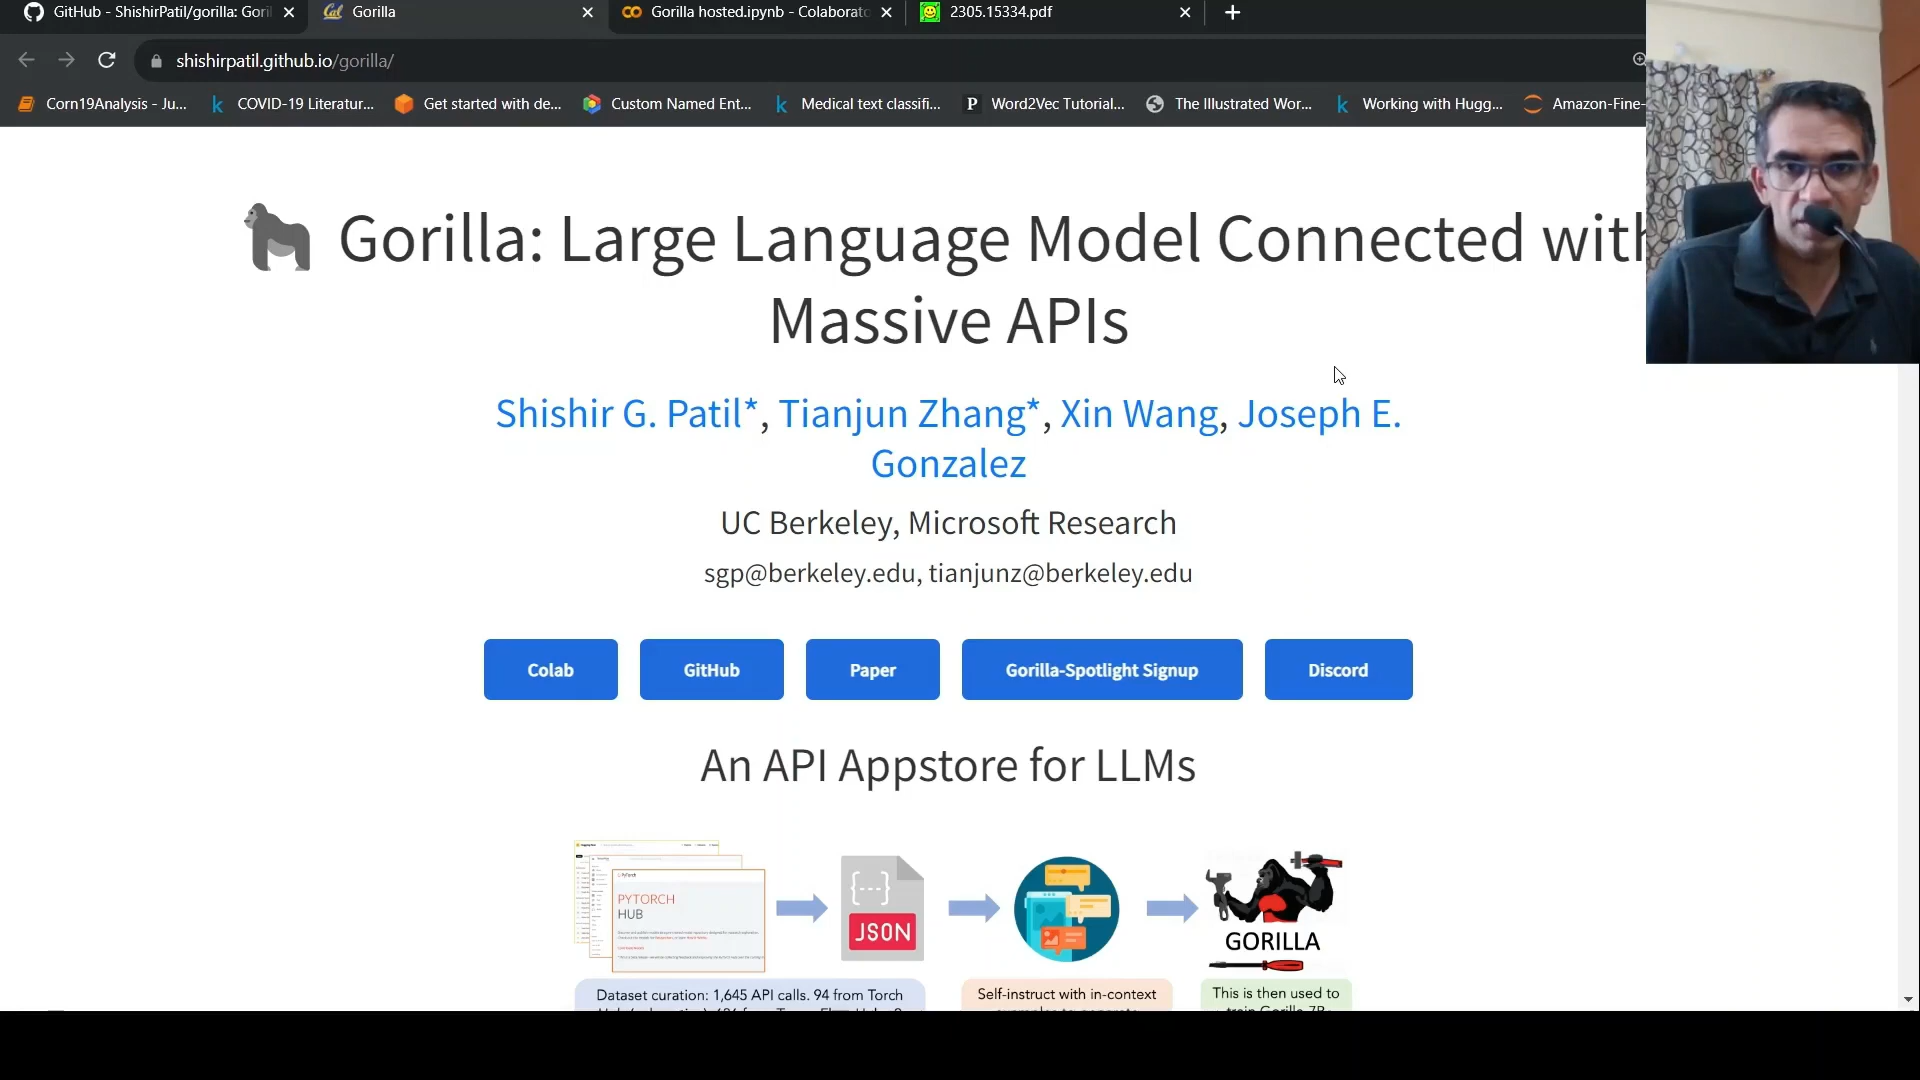 GitHub - ShishirPatil/gorilla: Gori
Gorilla
Gorilla hosted.ipynb - Colaborato
2305.15334.pdf
shishirpatil.github.io/gorilla/
Corn19Analysis - Ju...
COVID-19 Literatur...
Get started with de...
Custom Named Ent...
Medical text classifi...
Word2Vec Tutorial...
The Illustrated Wor...
Working with Hugg...
Amazon-Fine-
Gorilla: Large Language Model Connected with
Massive APIs
Shishir G. Patil*, Tianjun Zhang*, Xin Wang, Joseph E.
Gonzalez
UC Berkeley, Microsoft Research
sgp@berkeley.edu, tianjunz@berkeley.edu
Colab
GitHub
Paper
Gorilla-Spotlight Signup
Discord
An API Appstore for LLMs
PyTorch
PYTORCH
HUB
{...}
JSON
GORILLA
Dataset curation: 1,645 API calls. 94 from Torch
Self-instruct with in-context
This is then used to